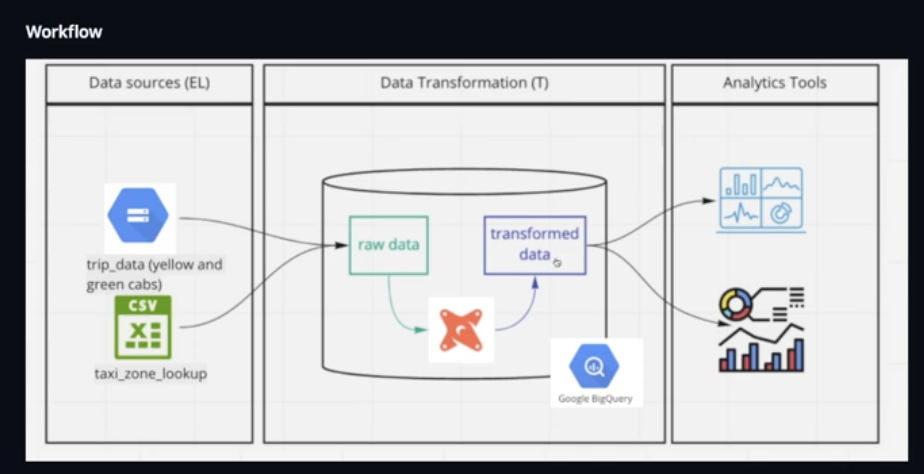 Workflow
Data sources (EL)
Data Transformation (T)
Analytics Tools
trip_data (yellow and
green cabs)
CSV
X
taxi_zone_lookup
raw data
transformed
data
Google BigQuery